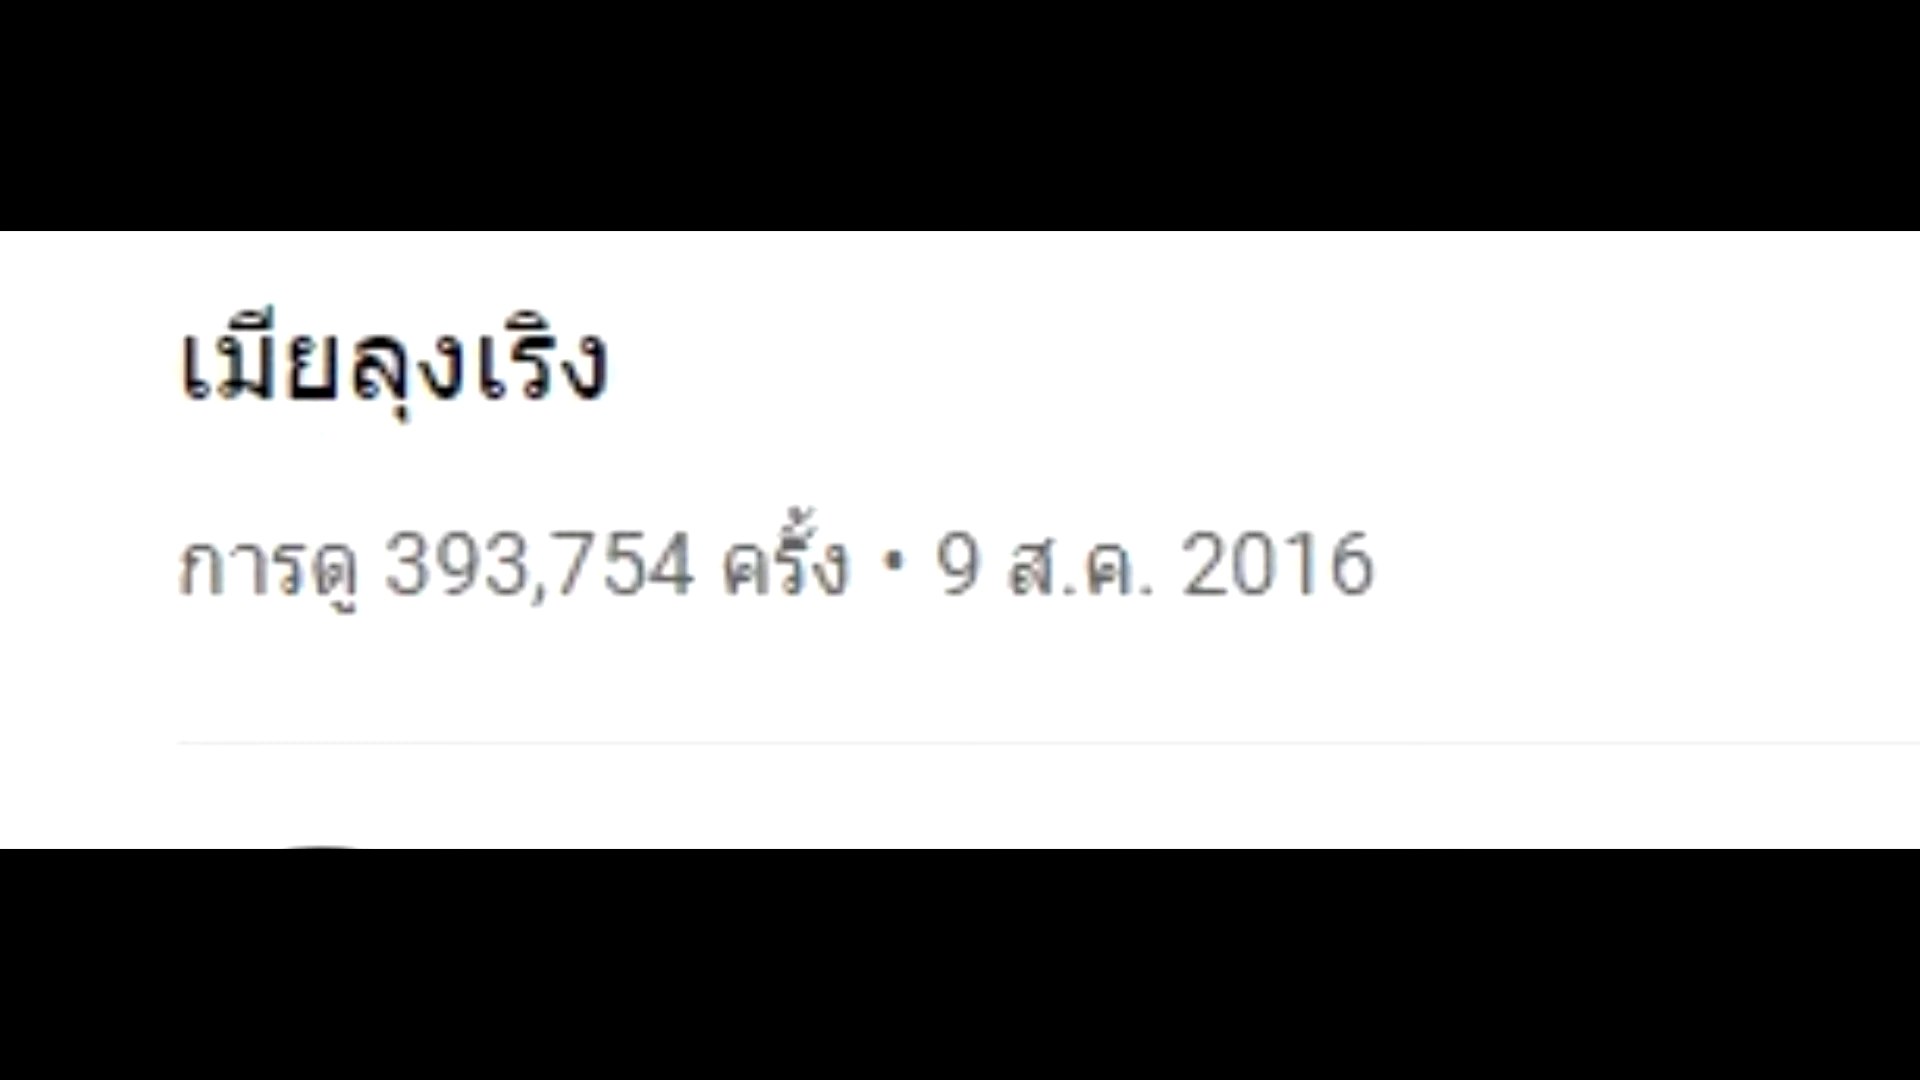 เมียลุงเริง
การดู 393,754 ครั้ง • 9 ส.ค. 2016